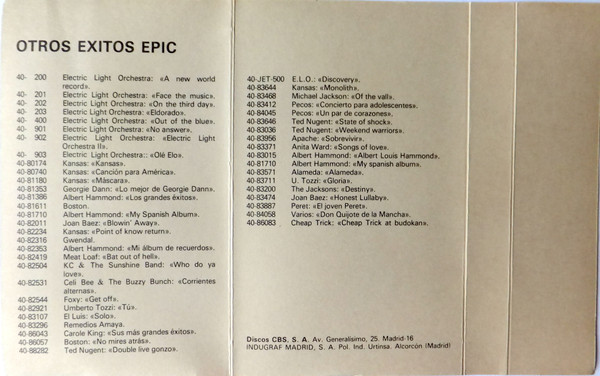 OTROS EXITOS EPIC
40- 200 Electric Light Orchestra: «A new world
record».
40- 201 Electric Light Orchestra: «Face the music».
40- 202 Electric Light Orchestra: «On the third day».
40- 203 Electric Light Orchestra: «Eldorado».
40- 400 Electric Light Orchestra: «Out of the blue».
40- 901 Electric Light Orchestra: «No answer».
40- 902 Electric Light Orchestra: «Electric Light
Orchestra II».
40- 903 Electric Light Orchestra:: «Olé Elo».
40-80174 Kansas: «Kansas».
40-80740 Kansas: «Canción para América».
40-81180 Kansas: «Máscara».
40-81353 Georgie Dann: «Lo mejor de Georgie Dann».
40-81386 Albert Hammond: «Los grandes éxitos».
40-81611 Boston.
40-81710 Albert Hammond: «My Spanish Album».
40-82011 Joan Baez: «Blowin' Away».
40-82234 Kansas: «Point of know return».
40-82316 Gwendal.
40-82353 Albert Hammond: «Mi álbum de recuerdos».
40-82419 Meat Loaf: «Bat out of hell».
40-82504 KC & The Sunshine Band: «Who do ya
love».
40-82531 Celi Bee & The Buzzy Bunch: «Corrientes
alternas».
40-82544 Foxy: «Get off».
40-82921 Umberto Tozzi: «Tú».
40-83107 El Luis: «Solo».
40-83296 Remedios Amaya.
40-86043 Carole King: «Sus más grandes éxitos».
40-86057 Boston: «No mires atrás».
40-88282 Ted Nugent: «Double live gonzo».
40-JET-500 E.L.O.: «Discovery».
40-83644 Kansas: «Monolith».
40-83468 Michael Jackson: «Of the vall».
40-83412 Pecos: «Concierto para adolescentes».
40-84045 Pecos: «Un par de corazones».
40-83646 Ted Nugent: «State of shock».
40-83036 Ted Nugent: «Weekend warriors».
40-83956 Apache: «Sobrevivir».
40-83371 Anita Ward: «Songs of love».
40-83015 Albert Hammond: «Albert Louis Hammond».
40-81710 Albert Hammond: «My spanish album».
40-83571 Alameda: «Alameda».
40-83711 U. Tozzi: «Gloria».
40-83200 The Jacksons: «Destiny».
40-83474 Joan Baez: «Honest Lullaby».
40-83887 Peret: «El joven Peret».
40-84058 Varios: «Don Quijote de la Mancha».
40-86083 Cheap Trick: «Cheap Trick at budokan».
Discos CBS, S. A. Av. Generalísimo, 25. Madrid-16
INDUGRAF MADRID, S. A. Pol. Ind. Urtinsa. Alcorcón (Madrid)